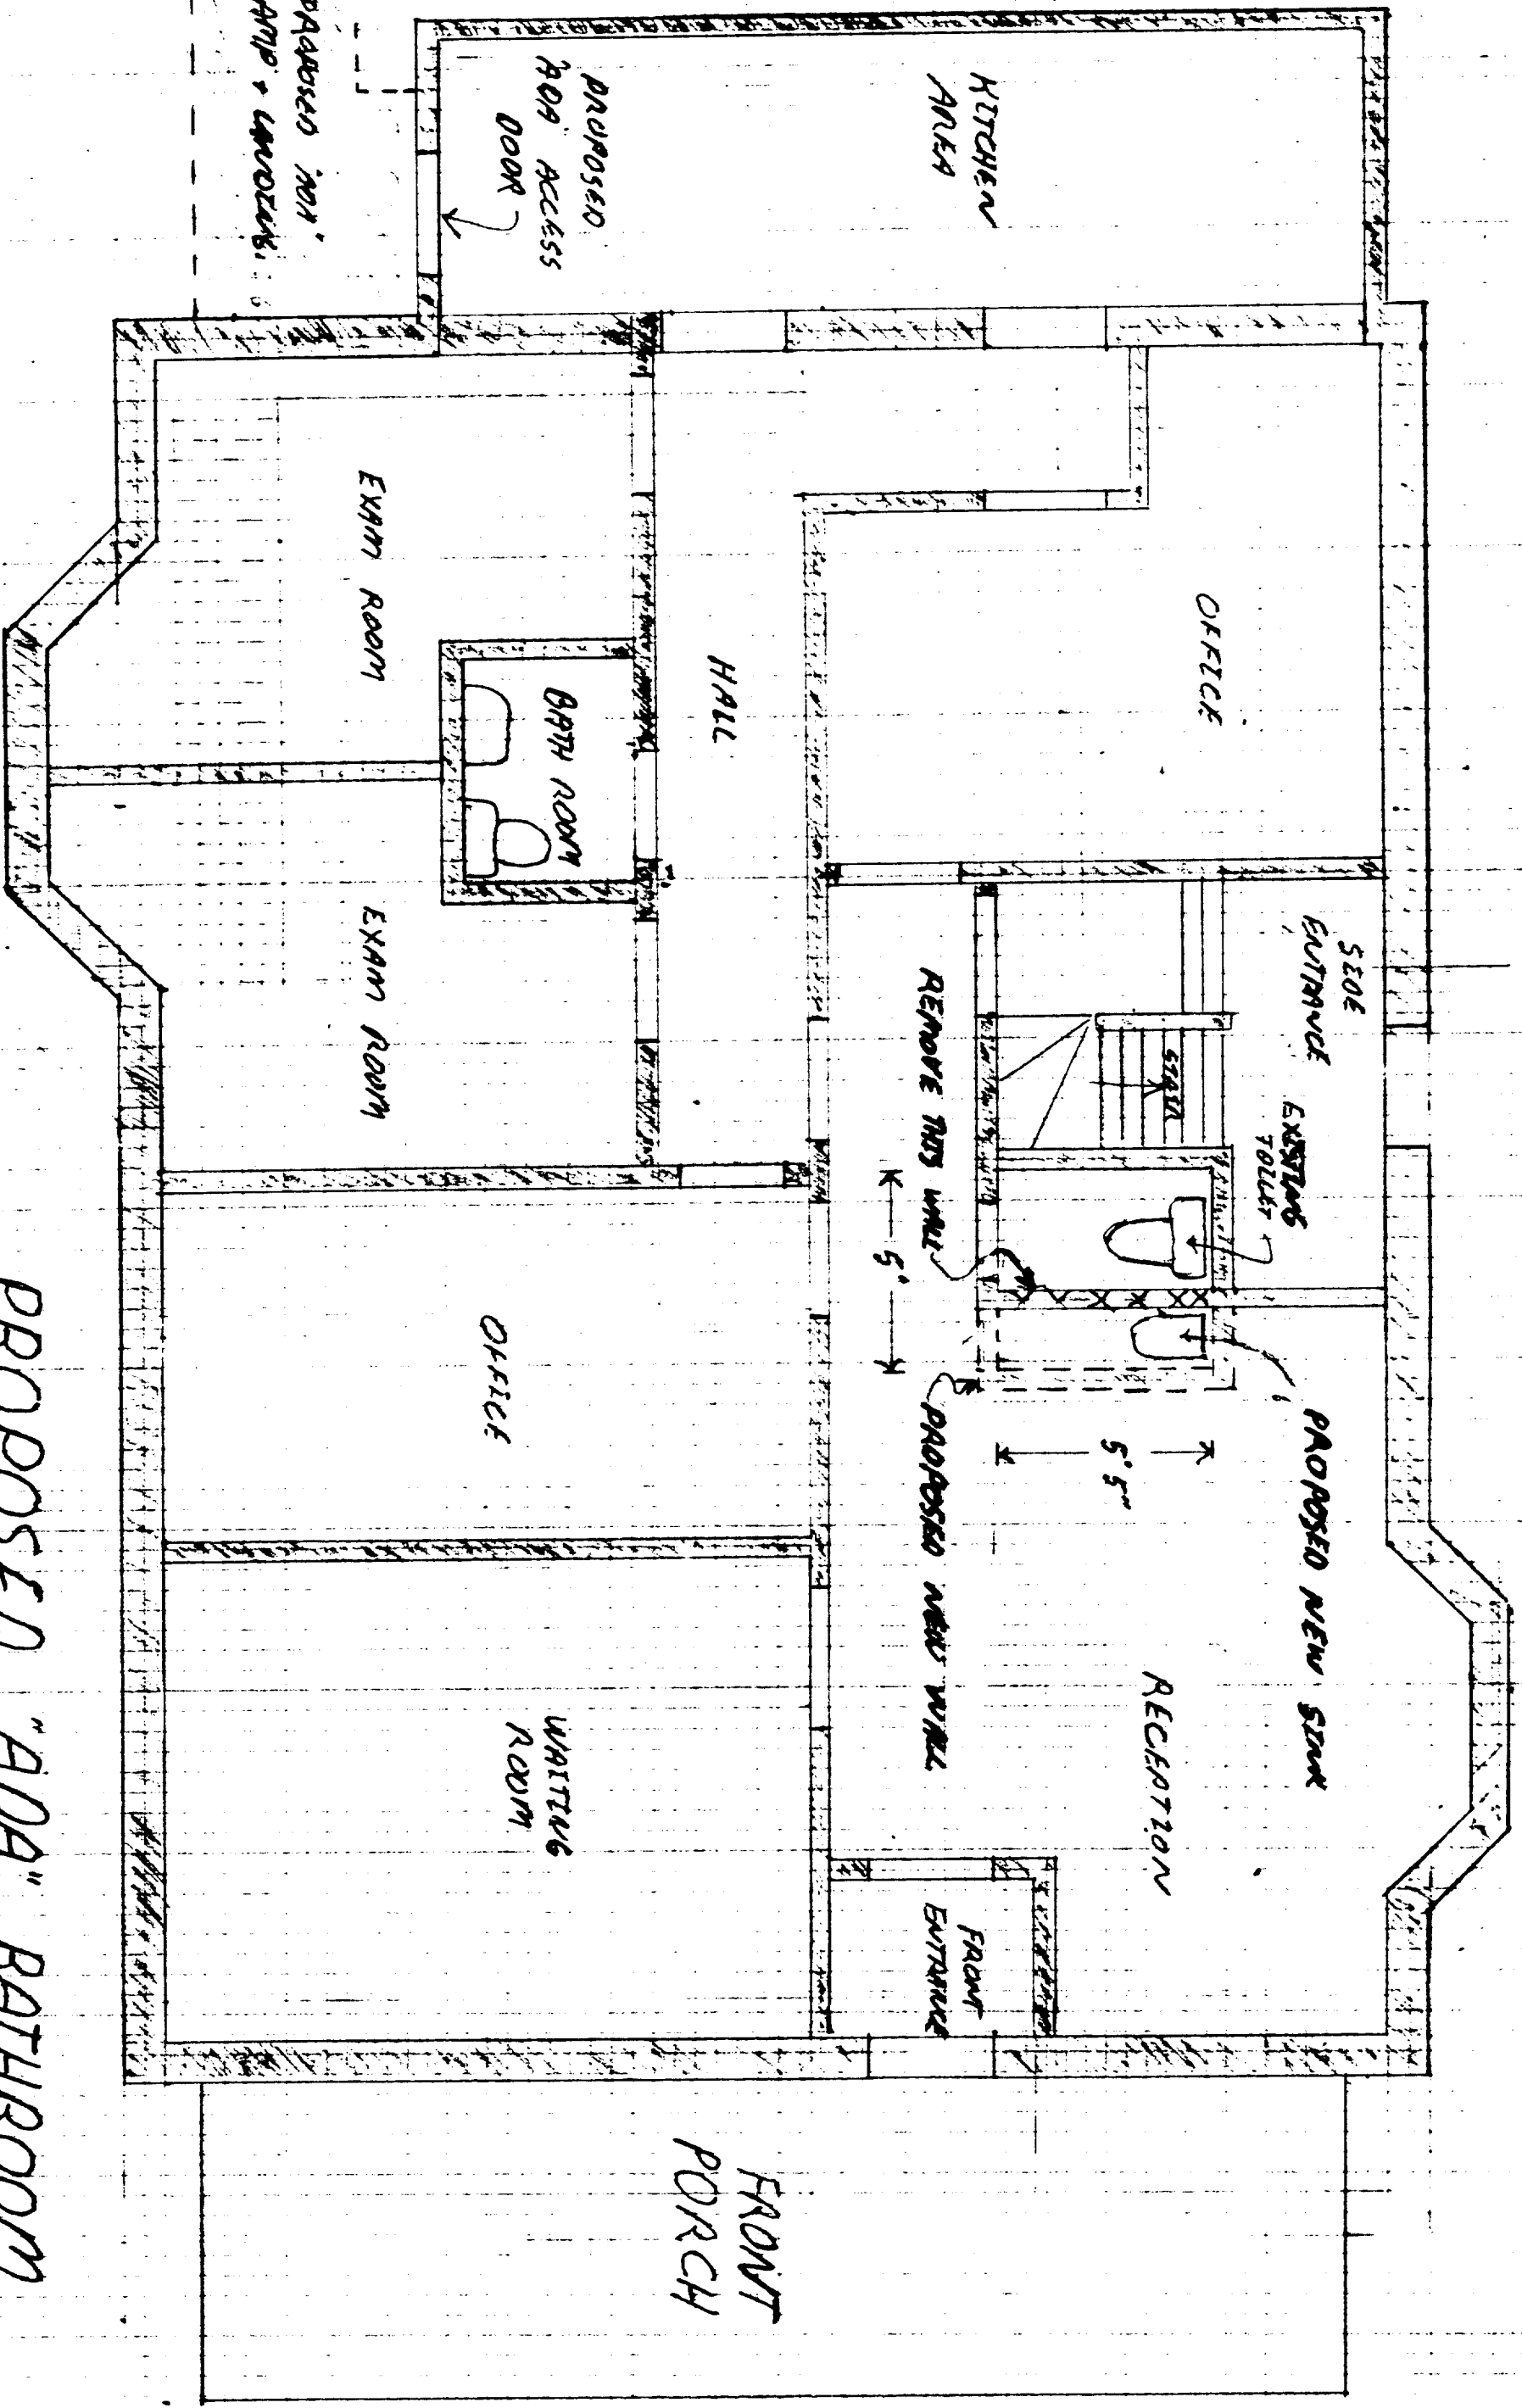 KITCHEN
AREA
PROPOSED
ADA ACCESS
DOOR
PROPOSED "ADA"
RAMP & LANDING.
OFFICE
HALL
EXAM ROOM
BATH ROOM
SIDE
ENTRANCE
EXISTING
TOILET
STAIR
REMOVE THIS WALL
EXAM ROOM
5'
5'5"
PROPOSED NEW SINK
PROPOSED NEW WALL
OFFICE
RECEPTION
WAITING
ROOM
FRONT
ENTRANCE
FRONT
PORCH
PROPOSED "ADA" BATHROOM